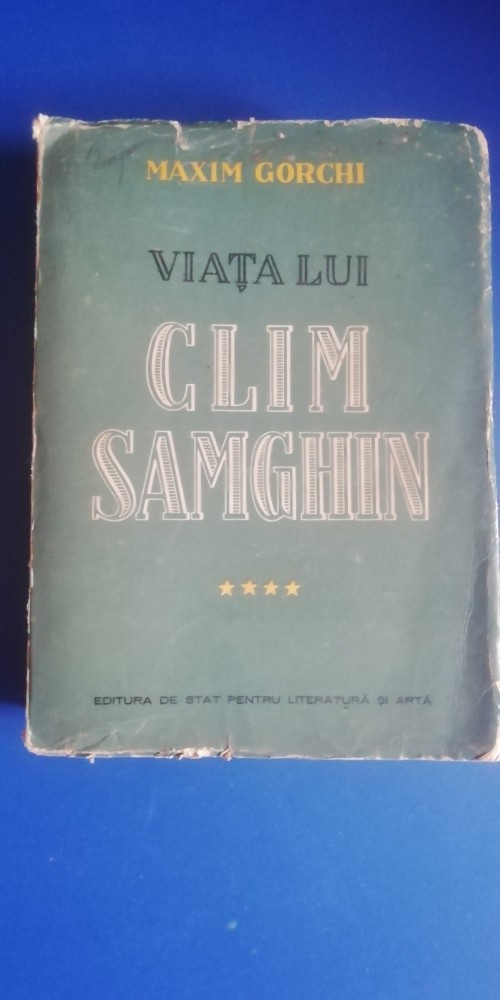 MAXIM GORCHI
VIAȚA LUI
CLIM
SAMGHIN
★★★★
EDITURA DE STAT PENTRU LITERATURĂ ȘI ARTĂ